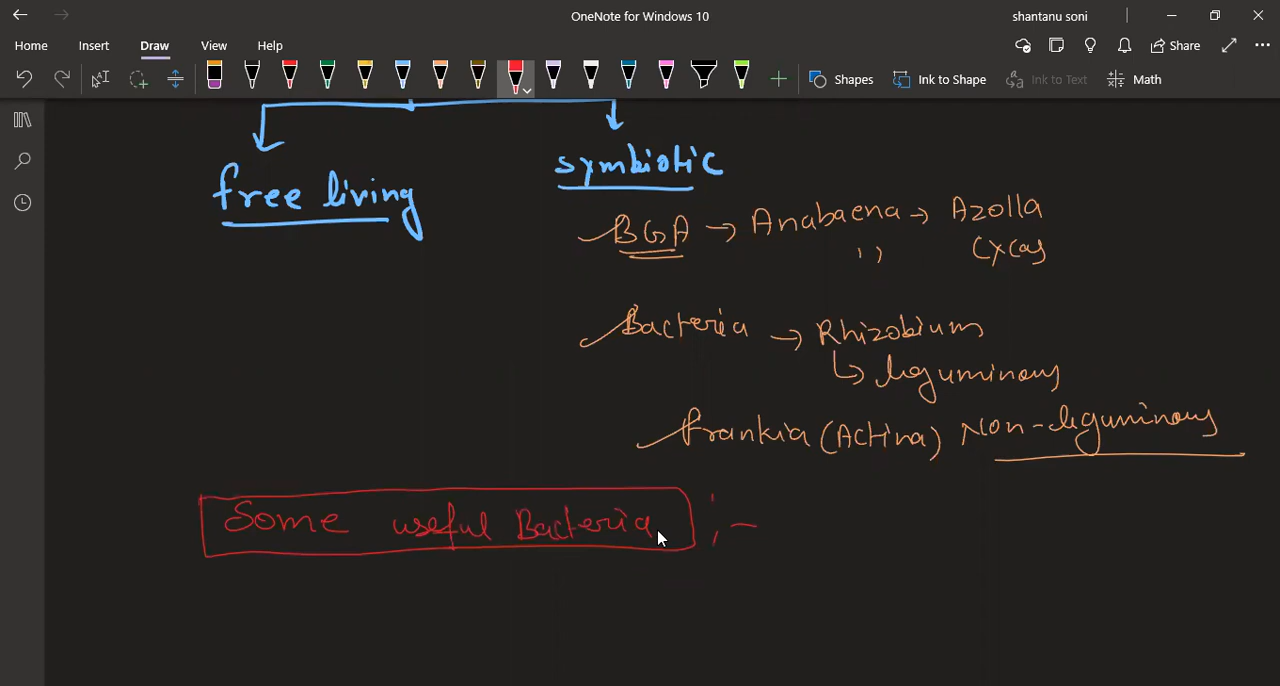 OneNote for Windows 10
shantanu soni
Home Insert Draw View Help
Share
Shapes Ink to Shape Ink to Text Math
free living
symbiotic
BGA → Anabaena → Azolla
,, Cycas
Bacteria → Rhizobium
↳ leguminous
frankia (Actina) Non-leguminous
Some useful Bacteria :-